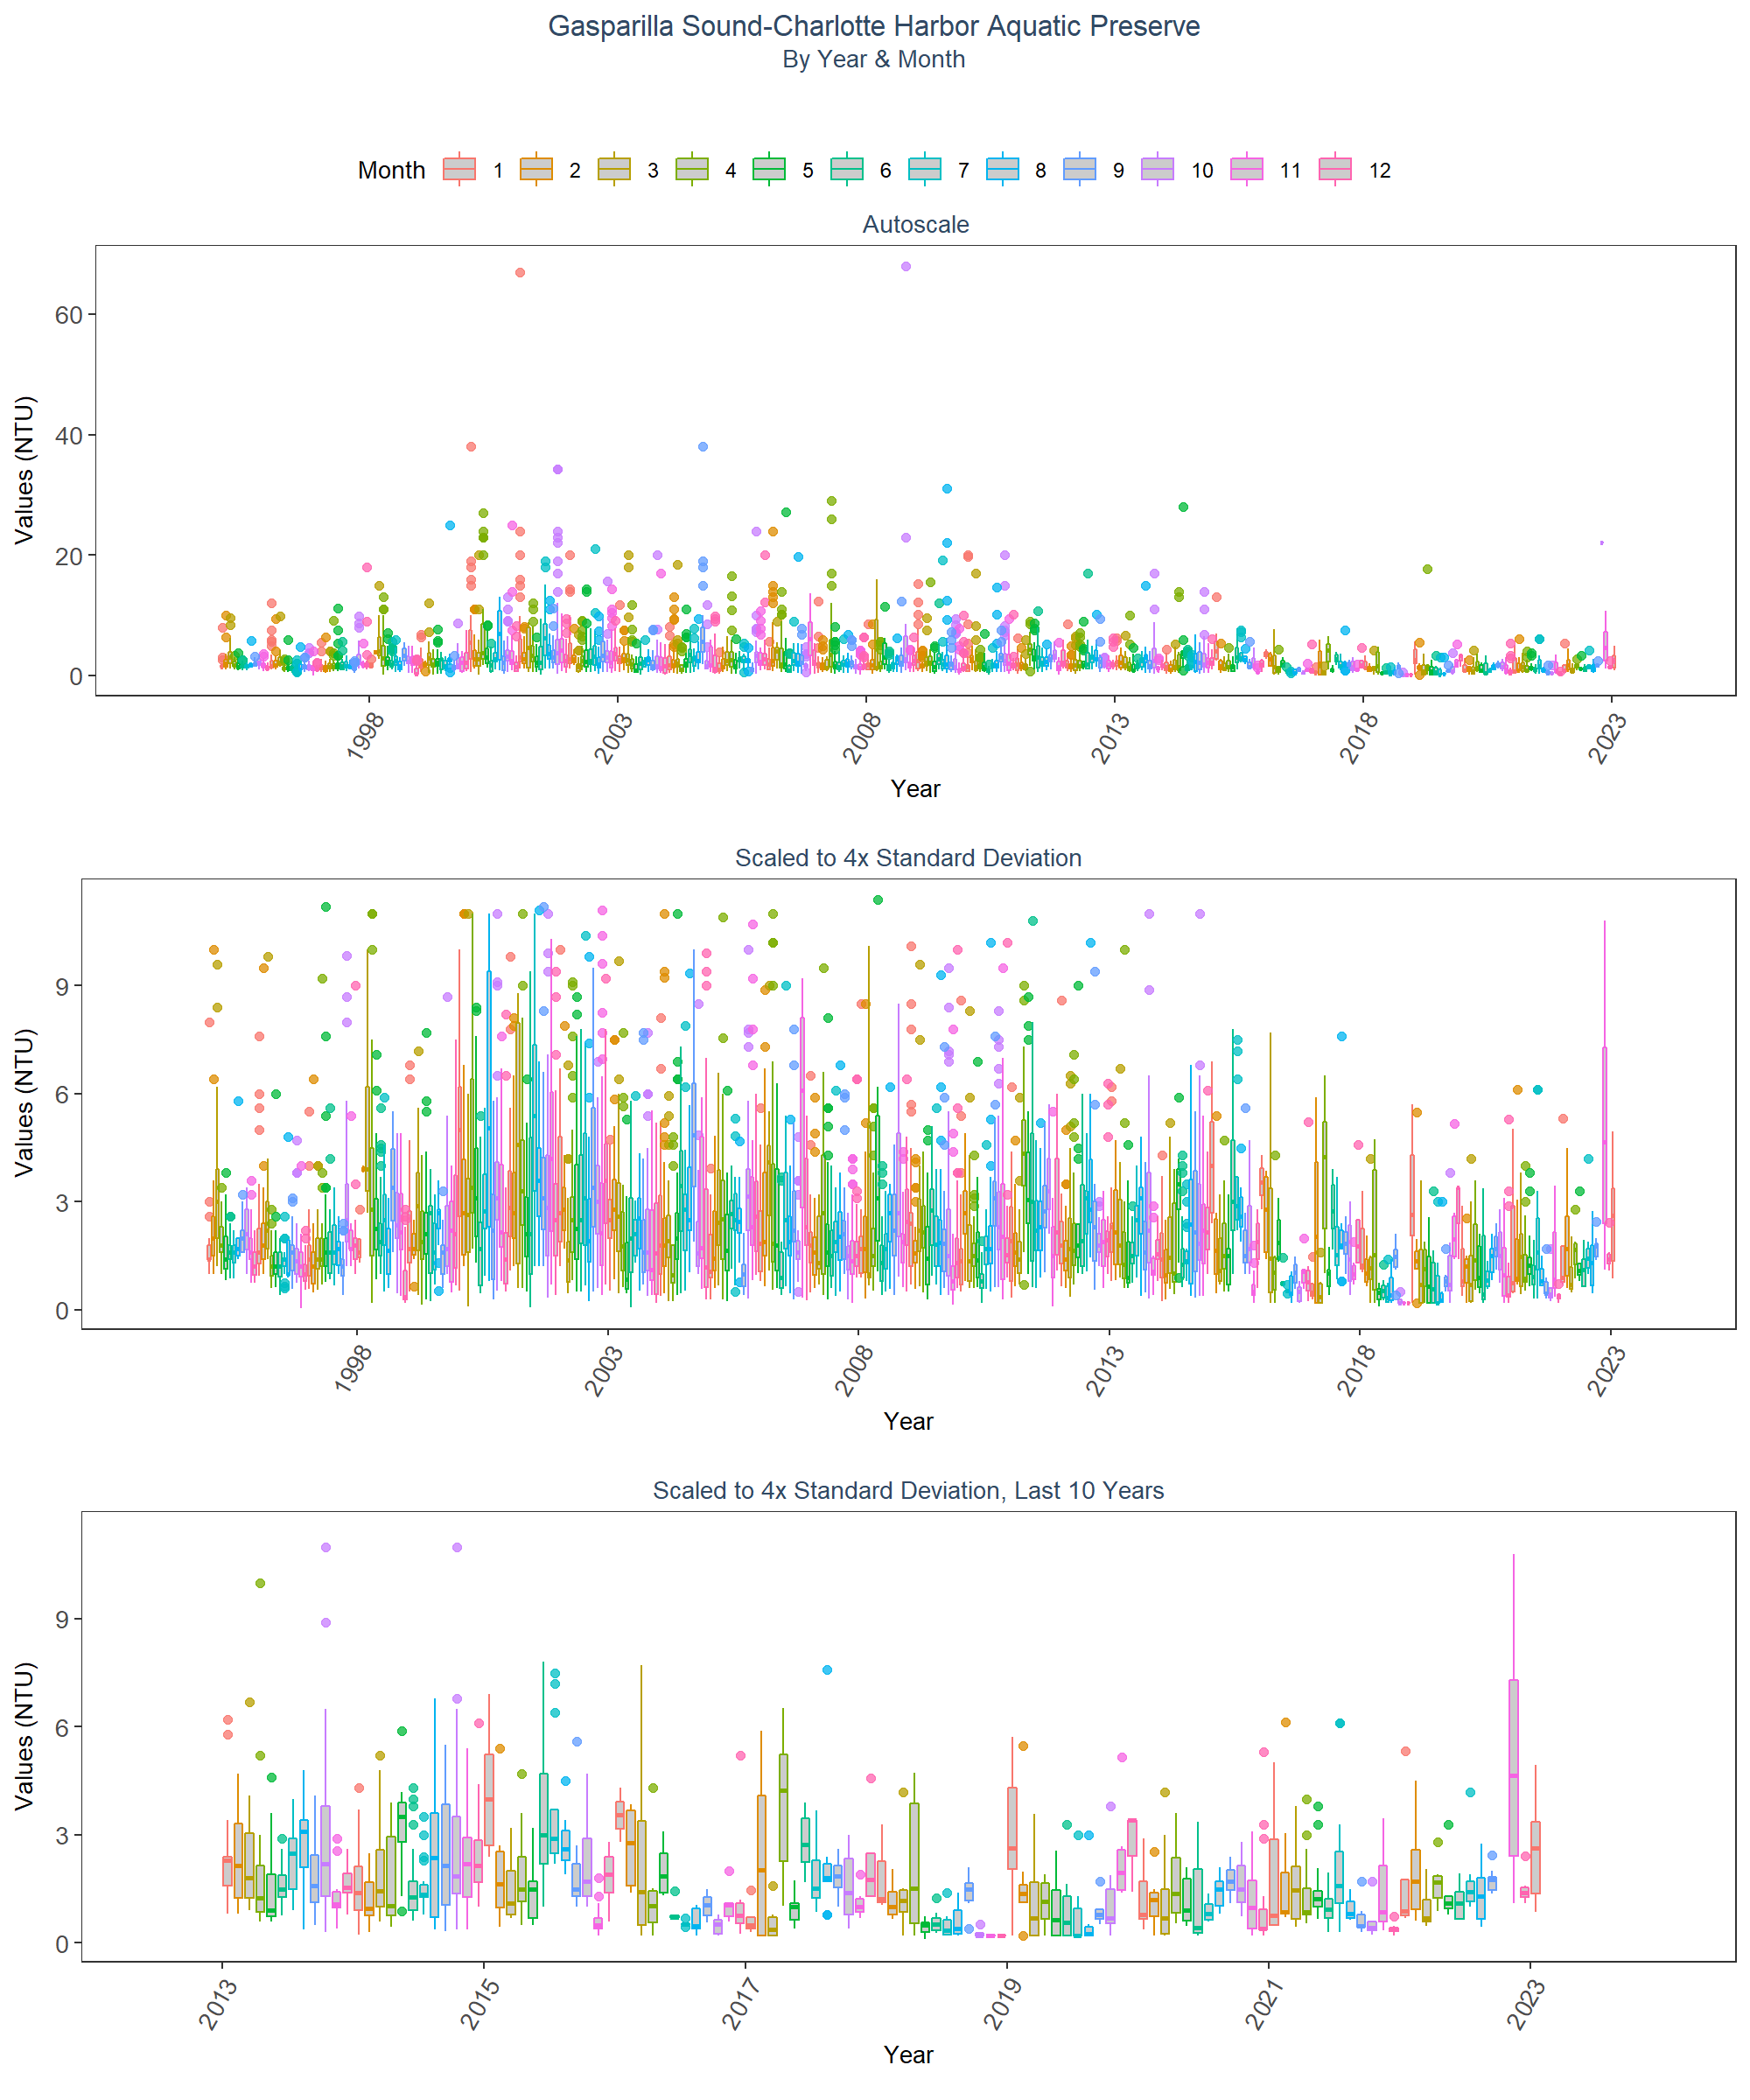 Gasparilla Sound-Charlotte Harbor Aquatic Preserve
By Year & Month
Month 1 2 3 4 5 6 7 8 9 10 11 12
Autoscale
Values (NTU)
60
40
20
0
1998 2003 2008 2013 2018 2023
Year
Scaled to 4x Standard Deviation
Values (NTU)
9
6
3
0
1998 2003 2008 2013 2018 2023
Year
Scaled to 4x Standard Deviation, Last 10 Years
Values (NTU)
9
6
3
0
2013 2015 2017 2019 2021 2023
Year